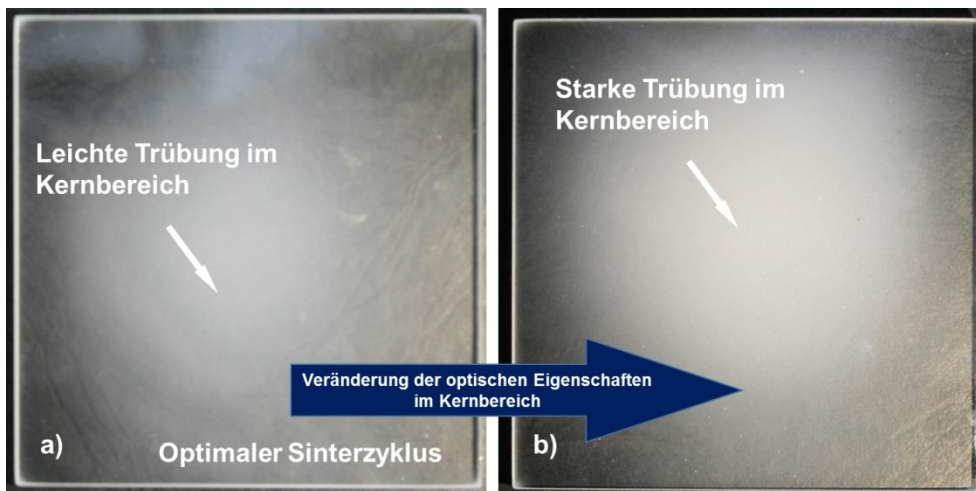 Leichte Trübung im
Kernbereich
Starke Trübung im
Kernbereich
Veränderung der optischen Eigenschaften
im Kernbereich
a)
Optimaler Sinterzyklus
b)